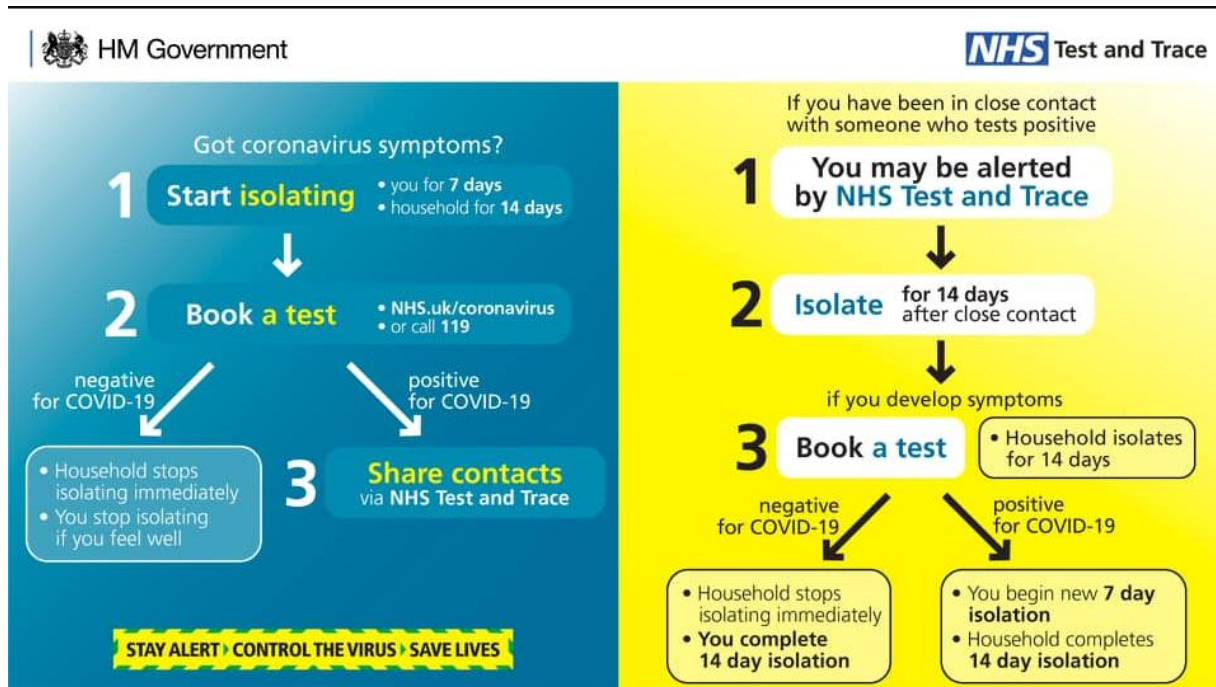 HM Government
NHS Test and Trace
Got coronavirus symptoms?
1
Start isolating
• you for 7 days
• household for 14 days
2
Book a test
• NHS.uk/coronavirus
• or call 119
negative
for COVID-19
positive
for COVID-19
• Household stops
isolating immediately
• You stop isolating
if you feel well
3
Share contacts
via NHS Test and Trace
STAY ALERT CONTROL THE VIRUS SAVE LIVES
If you have been in close contact
with someone who tests positive
1
You may be alerted
by NHS Test and Trace
2
Isolate
for 14 days
after close contact
if you develop symptoms
3
Book a test
• Household isolates
for 14 days
negative
for COVID-19
positive
for COVID-19
• Household stops
isolating immediately
• You complete
14 day isolation
• You begin new 7 day
isolation
• Household completes
14 day isolation